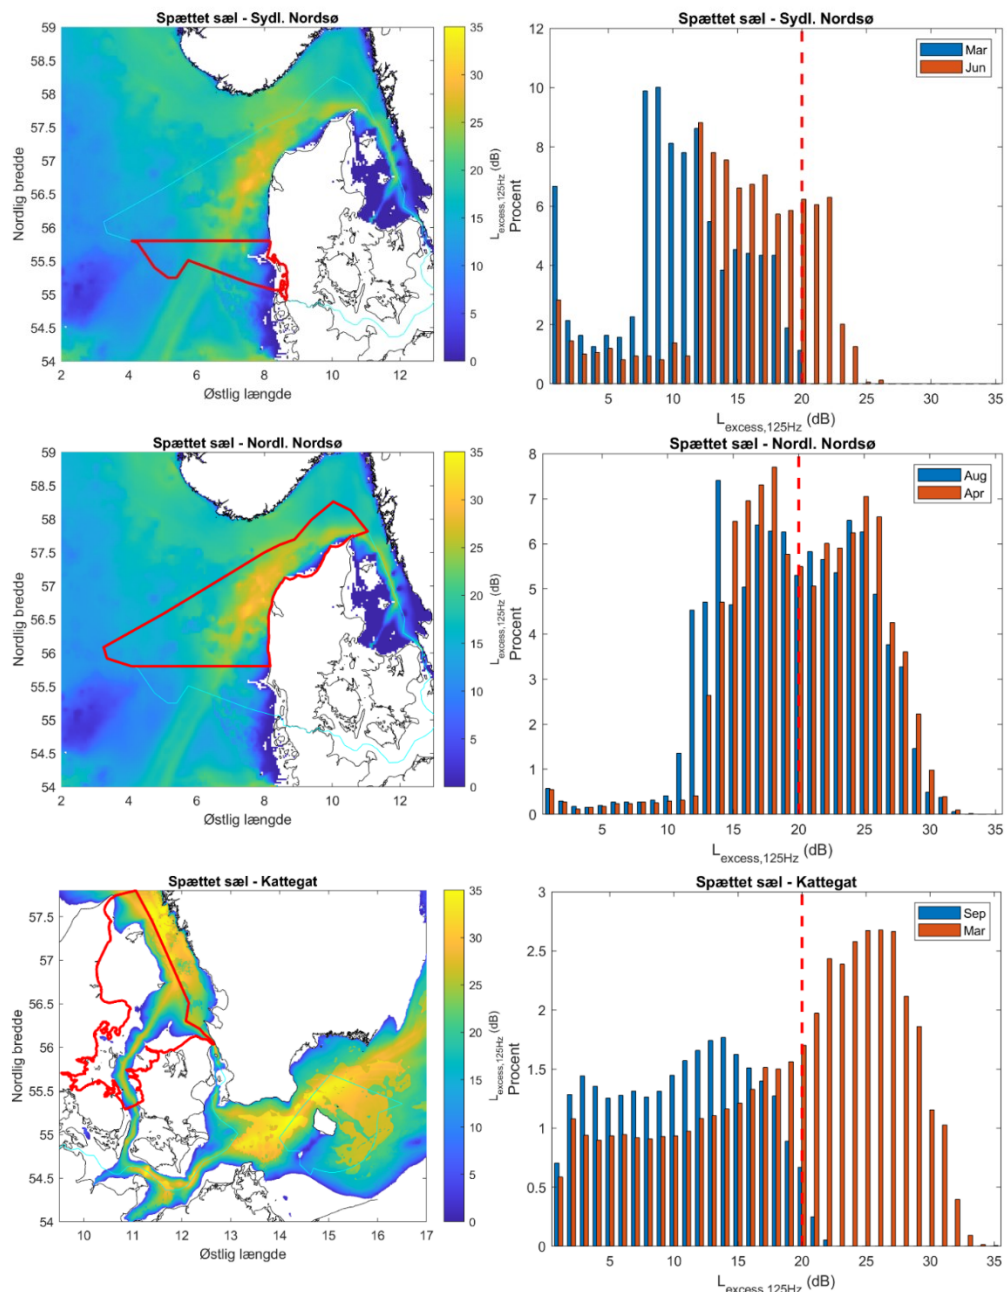 Spættet sæl - Sydl. Nordsø
59
58.5
58
57.5
57
56.5
56
55.5
55
54.5
54
2 4 6 8 10 12
Nordlig bredde
Østlig længde
35
30
25
20
15
10
5
0
L_excess,125Hz (dB)
Spættet sæl - Sydl. Nordsø
Mar
Jun
12
10
8
6
4
2
0
5 10 15 20 25 30 35
Procent
L_excess,125Hz (dB)
Spættet sæl - Nordl. Nordsø
59
58.5
58
57.5
57
56.5
56
55.5
55
54.5
54
2 4 6 8 10 12
Nordlig bredde
Østlig længde
35
30
25
20
15
10
5
0
L_excess,125Hz (dB)
Spættet sæl - Nordl. Nordsø
Aug
Apr
8
7
6
5
4
3
2
1
0
5 10 15 20 25 30 35
Procent
L_excess,125Hz (dB)
Spættet sæl - Kattegat
57.5
57
56.5
56
55.5
55
54.5
54
10 11 12 13 14 15 16 17
Nordlig bredde
Østlig længde
35
30
25
20
15
10
5
0
L_excess,125Hz (dB)
Sep
Mar
3
2.5
2
1.5
1
0.5
0
5 10 15 20 25 30 35
Procent
L_excess,125Hz (dB)